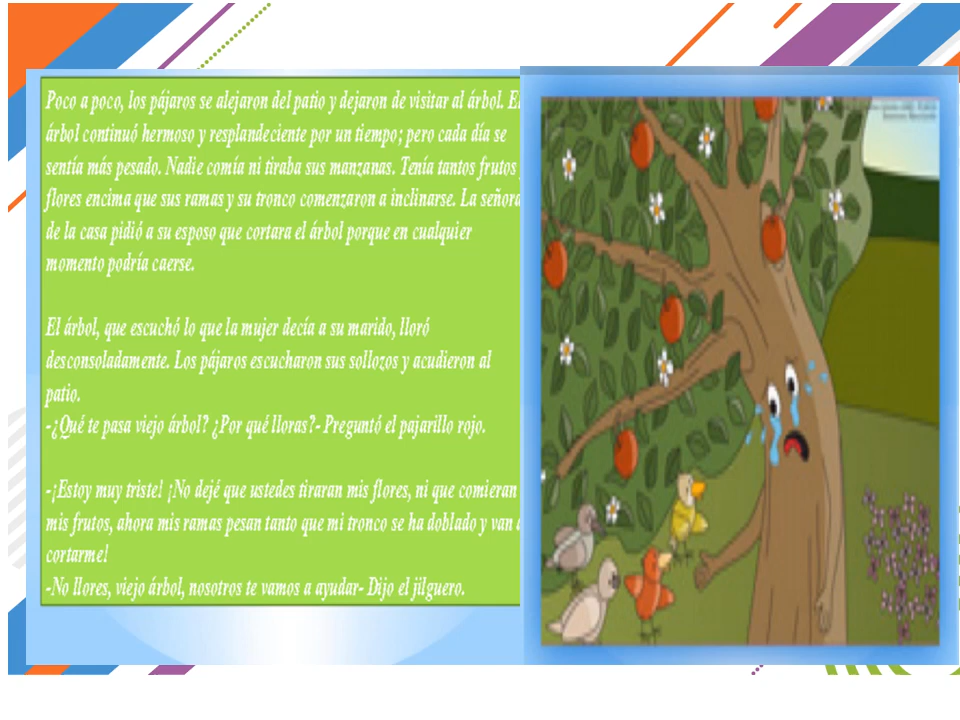 Poco a poco, los pájaros se alejaron del patio y dejaron de visitar al árbol. El
árbol continuó hermoso y resplandeciente por un tiempo; pero cada día se
sentía más pesado. Nadie comía ni tiraba sus manzanas. Tenía tantos frutos
flores encima que sus ramas y su tronco comenzaron a inclinarse. La señora
de la casa pidió a su esposo que cortara el árbol porque en cualquier
momento podría caerse.
El árbol, que escuchó lo que la mujer decía a su marido, lloró
desconsoladamente. Los pájaros escucharon sus sollozos y acudieron al
patio.
-¿Qué te pasa viejo árbol? ¿Por qué lloras?- Preguntó el pajarillo rojo.
-¡Estoy muy triste! ¡No dejé que ustedes tiraran mis flores, ni que comieran
mis frutos, ahora mis ramas pesan tanto que mi tronco se ha doblado y van a
cortarme!
-No llores, viejo árbol, nosotros te vamos a ayudar- Dijo el jilguero.